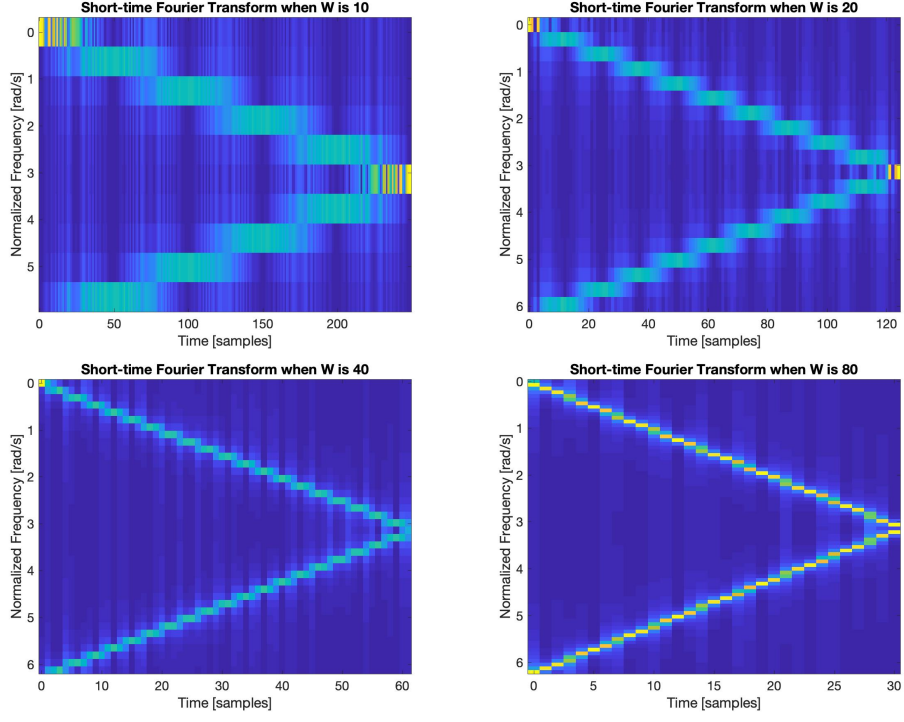 Short-time Fourier Transform when W is 10
Normalized Frequency [rad/s]
0
1
2
3
4
5
0 50 100 150 200
Time [samples]
Short-time Fourier Transform when W is 20
Normalized Frequency [rad/s]
0
1
2
3
4
5
6
0 20 40 60 80 100 120
Time [samples]
Short-time Fourier Transform when W is 40
Normalized Frequency [rad/s]
0
1
2
3
4
5
6
0 10 20 30 40 50 60
Time [samples]
Short-time Fourier Transform when W is 80
Normalized Frequency [rad/s]
0
1
2
3
4
5
6
0 5 10 15 20 25 30
Time [samples]